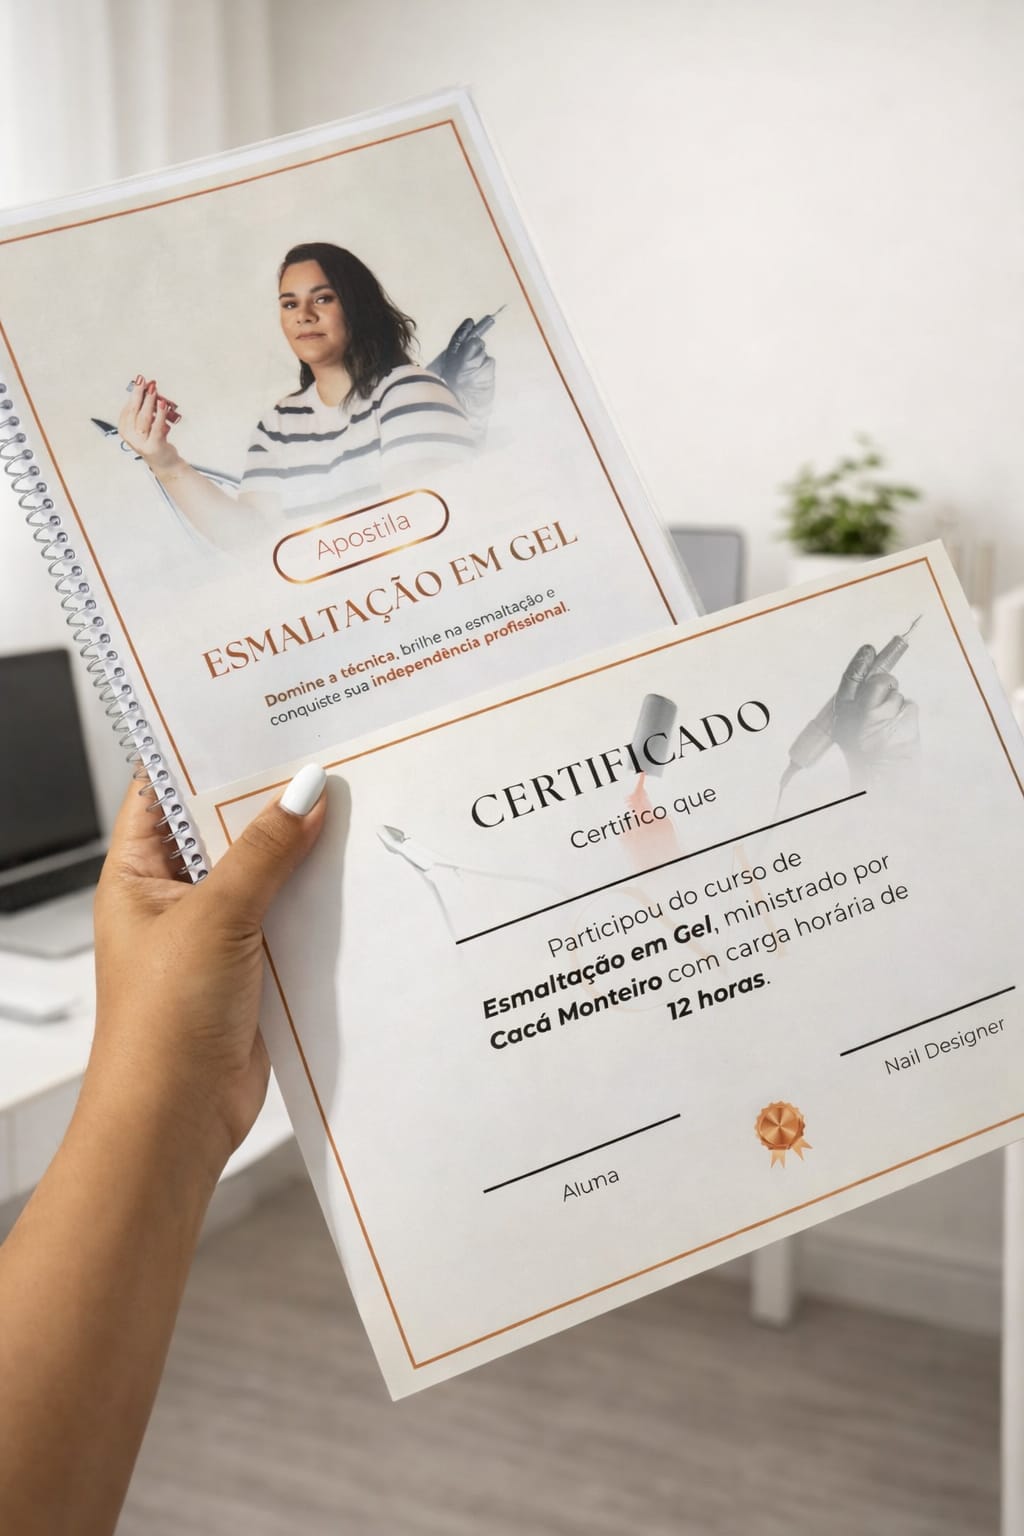 Apostila
ESMALTAÇÃO EM GEL
Domine a técnica, brilhe na esmaltação e
conquiste sua independência profissional.
CERTIFICADO
Certifico que
Participou do curso de
Esmaltação em Gel, ministrado por
Cacá Monteiro com carga horária de
12 horas.
Nail Designer
Aluna